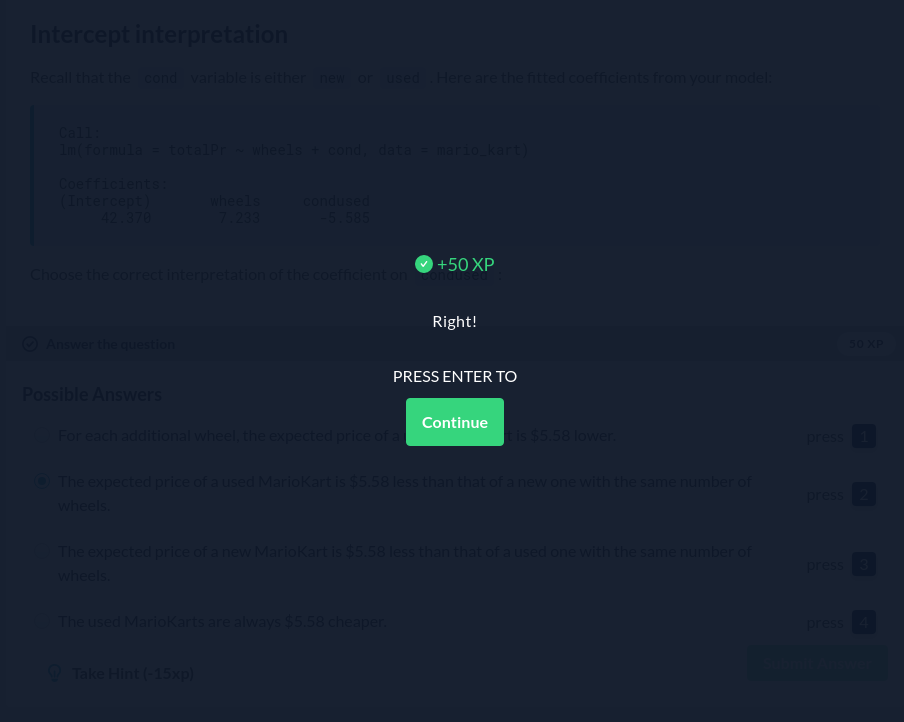 Intercept interpretation
Recall that the cond variable is either new or used . Here are the fitted coefficients from your model:
Call:
lm(formula = totalPr ~ wheels + cond, data = mario_kart)
Coefficients:
(Intercept) wheels condused
42.370 7.233 -5.585
Choose the correct interpretation of the coefficient on condused :
+50 XP
Right!
Answer the question
50 XP
PRESS ENTER TO
Possible Answers
Continue
For each additional wheel, the expected price of a rt is $5.58 lower.
press 1
The expected price of a used MarioKart is $5.58 less than that of a new one with the same number of
wheels.
press 2
The expected price of a new MarioKart is $5.58 less than that of a used one with the same number of
wheels.
press 3
The used MarioKarts are always $5.58 cheaper.
press 4
Take Hint (-15xp)